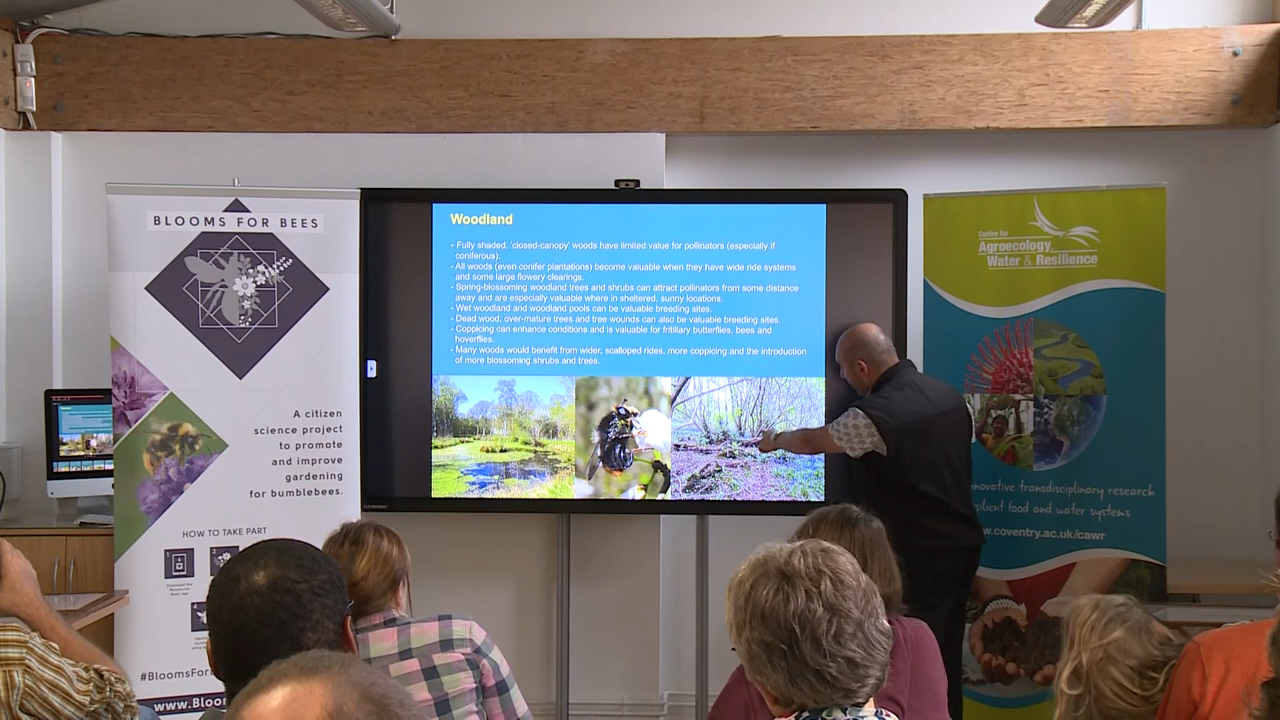 BLOOMS FOR BEES
A citizen
science project
to promote
and improve
gardening
for bumblebees.
HOW TO TAKE PART
#BloomsFor
www.Bloo
Woodland
- Fully shaded, 'closed-canopy' woods have limited value for pollinators (especially if
coniferous).
- All woods (even conifer plantations) become valuable when they have wide ride systems
and some large flowery clearings.
- Spring-blossoming woodland trees and shrubs can attract pollinators from some distance
away and are especially valuable where in sheltered, sunny locations.
- Wet woodland and woodland pools can be valuable breeding sites.
- Dead wood, over-mature trees and tree wounds can also be valuable breeding sites.
- Coppicing can enhance conditions and is valuable for fritillary butterflies, bees and
hoverflies.
- Many woods would benefit from wider, scalloped rides, more coppicing and the introduction
of more blossoming shrubs and trees.
Centre for
Agroecology,
Water & Resilience
nnovative transdisciplinary research
silient food and water systems
w.coventry.ac.uk/cawr